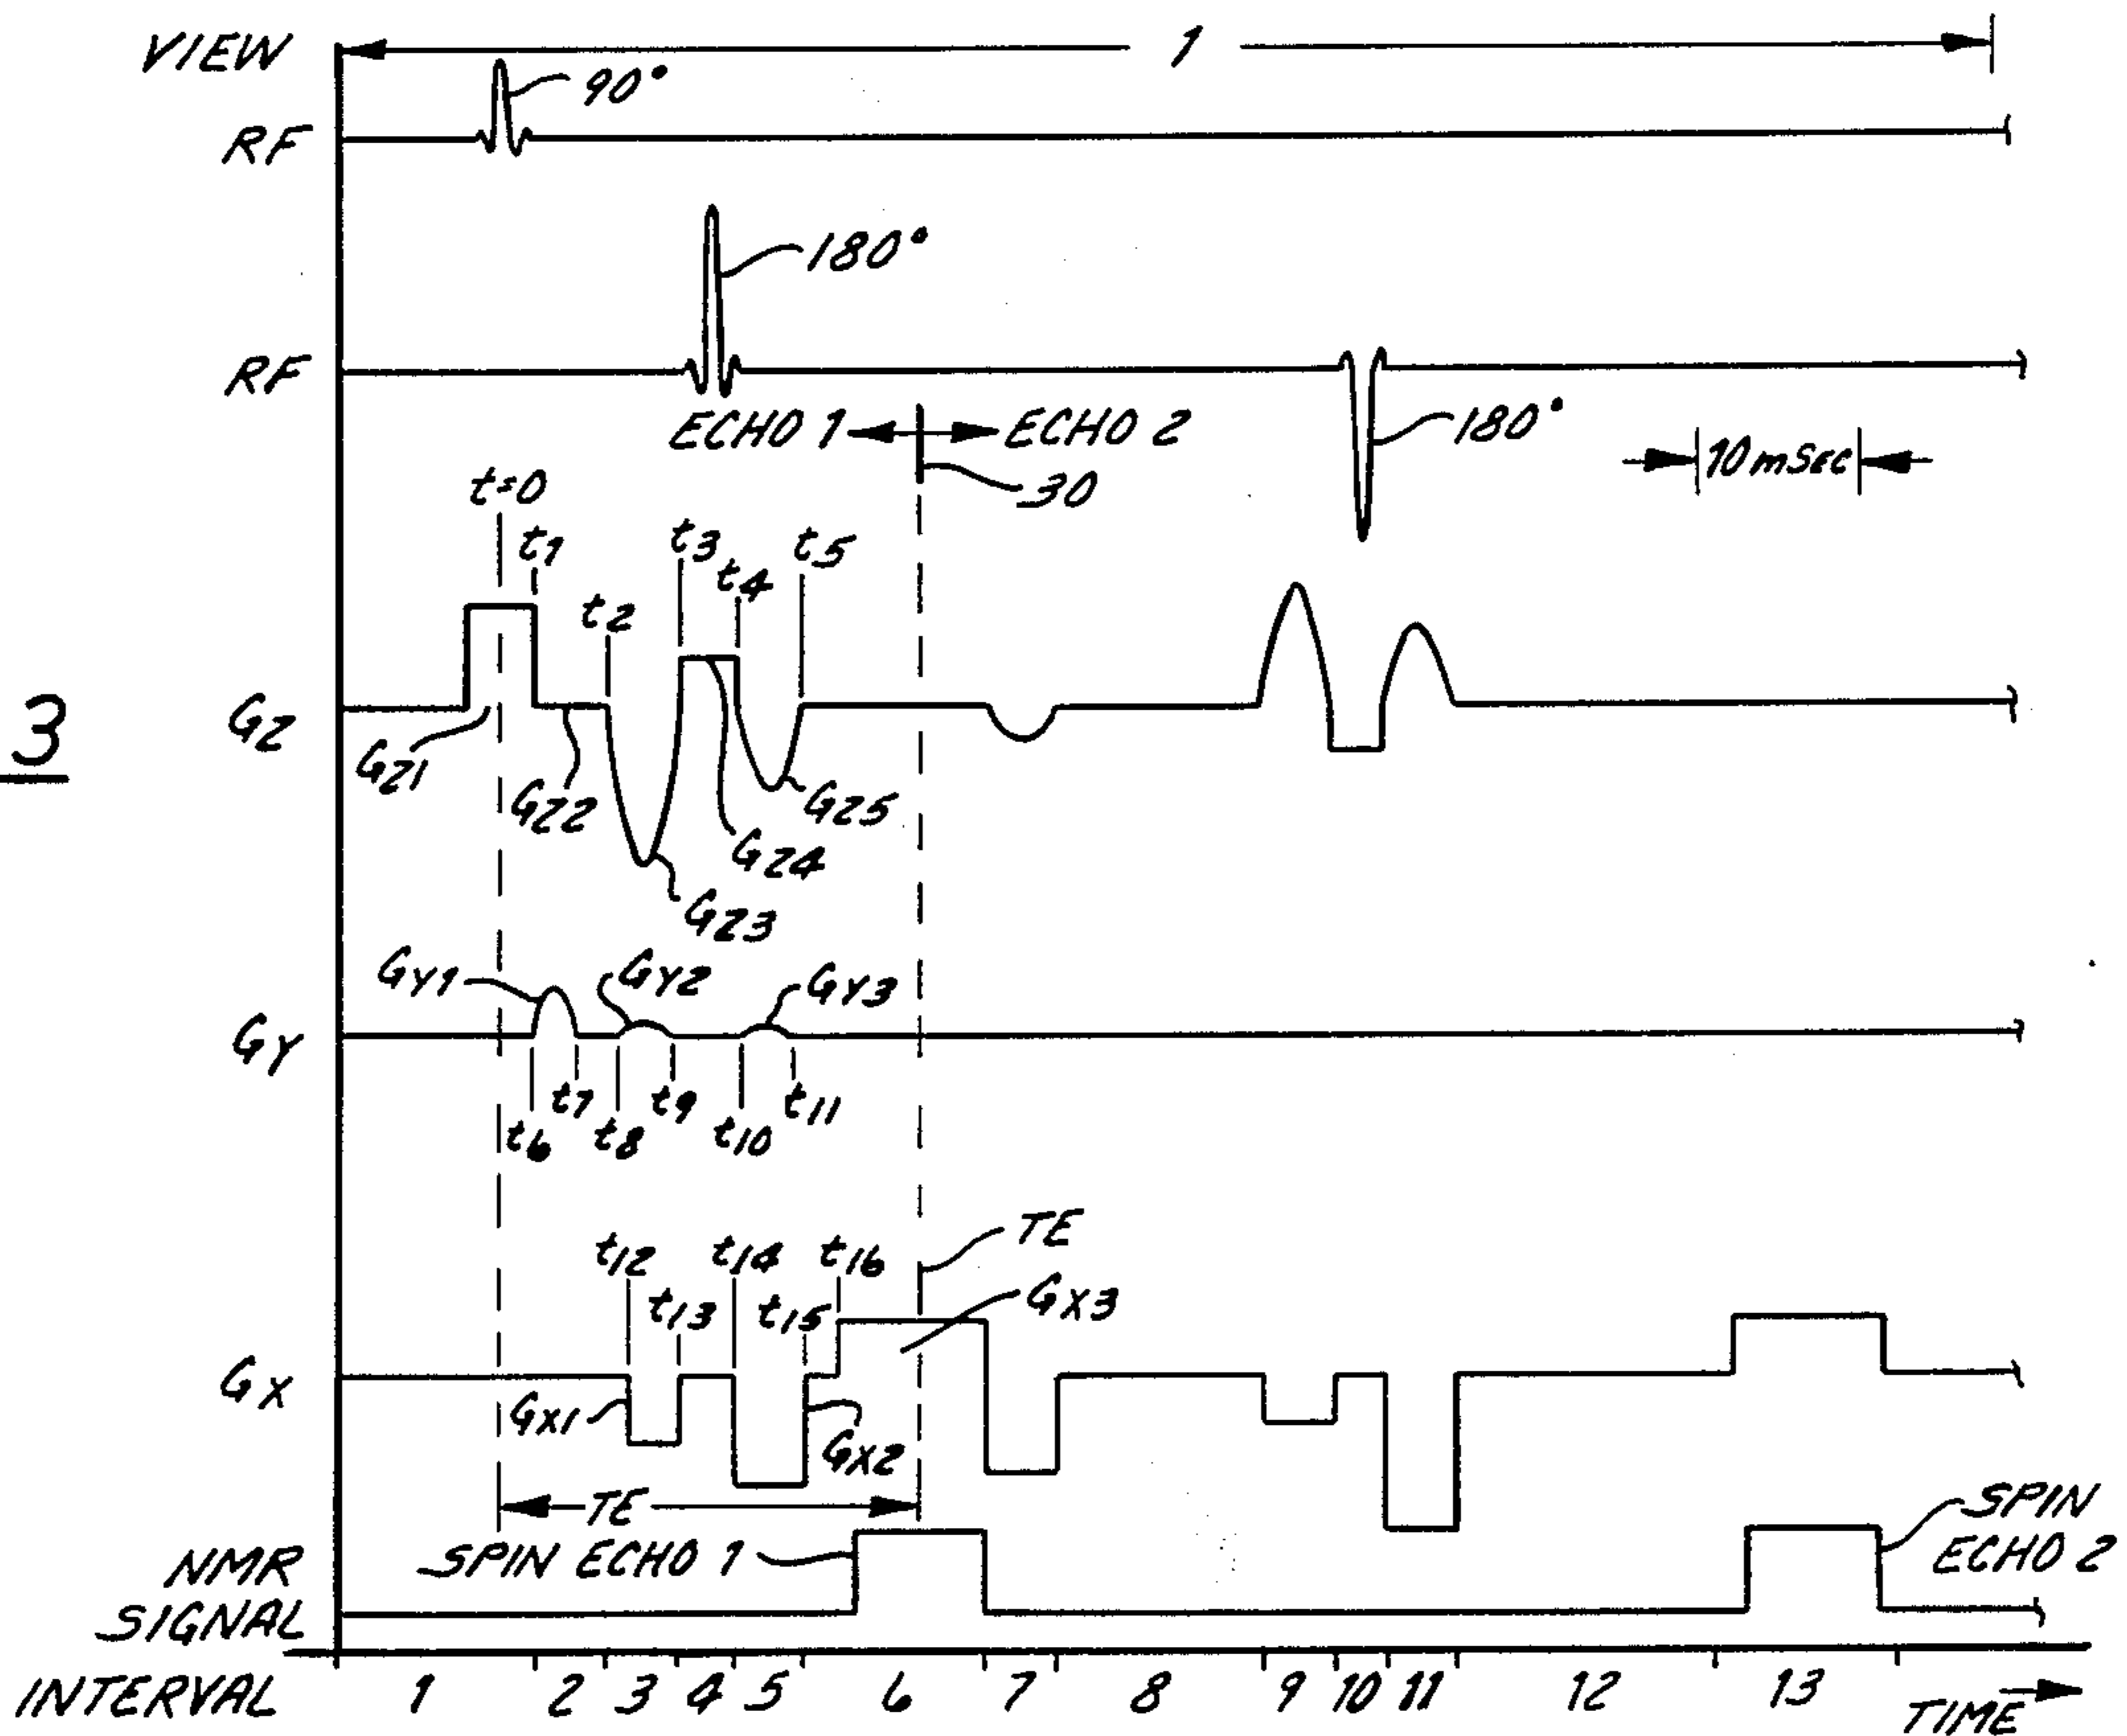 VIEW 1
90°
RF
180°
RF
ECHO 1 ECHO 2
180°
10 mSec
30
t=0
t1 t3 t5
t4
t2
3
GZ
GZ1
GZ2 GZ5
GZ4
GZ3
GY1 GY2 GY3
GY
t7 t9 t11
t6 t8 t10
TE
t12 t14 t16
GX3
t13 t15
GX
GX1
GX2
TE
SPIN ECHO 2
NMR SIGNAL
SPIN ECHO 1
INTERVAL 1 2 3 4 5 6 7 8 9 10 11 12 13 TIME